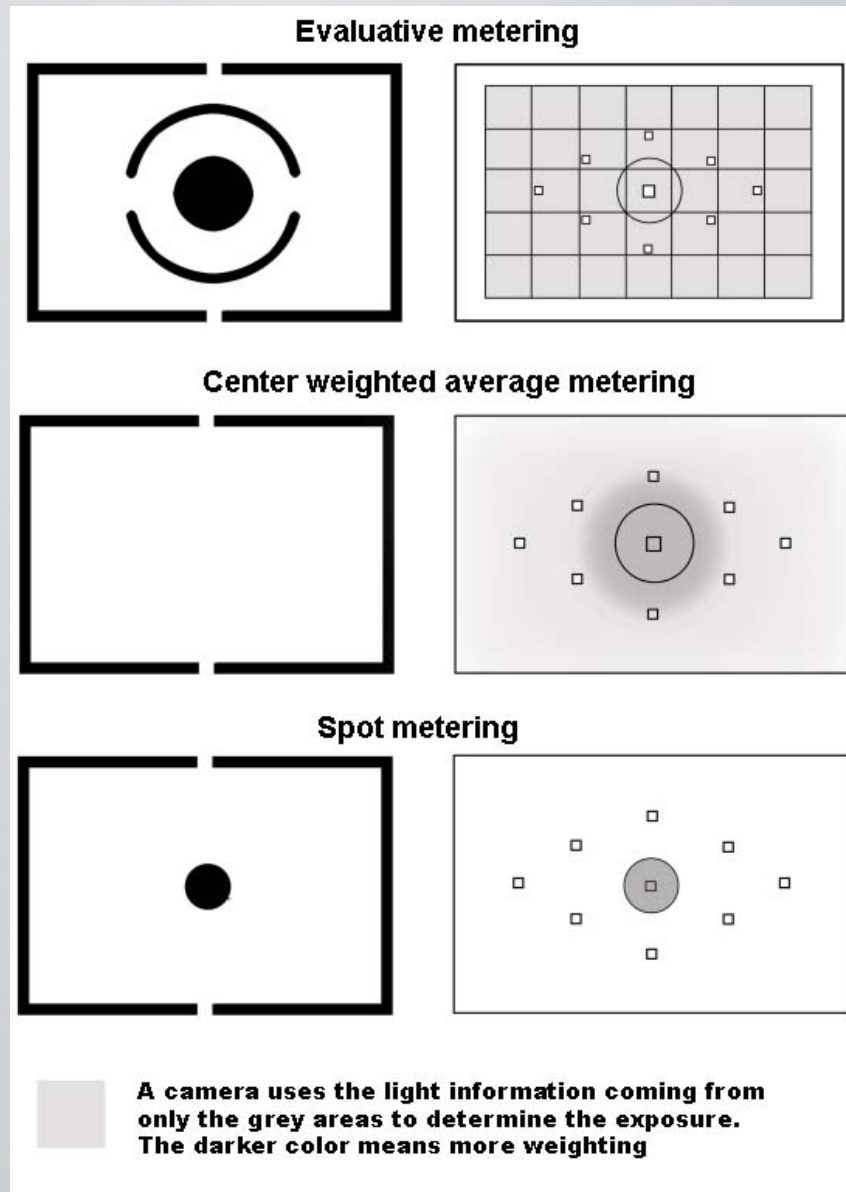 Evaluative metering
Center weighted average metering
Spot metering
A camera uses the light information coming from
only the grey areas to determine the exposure.
The darker color means more weighting